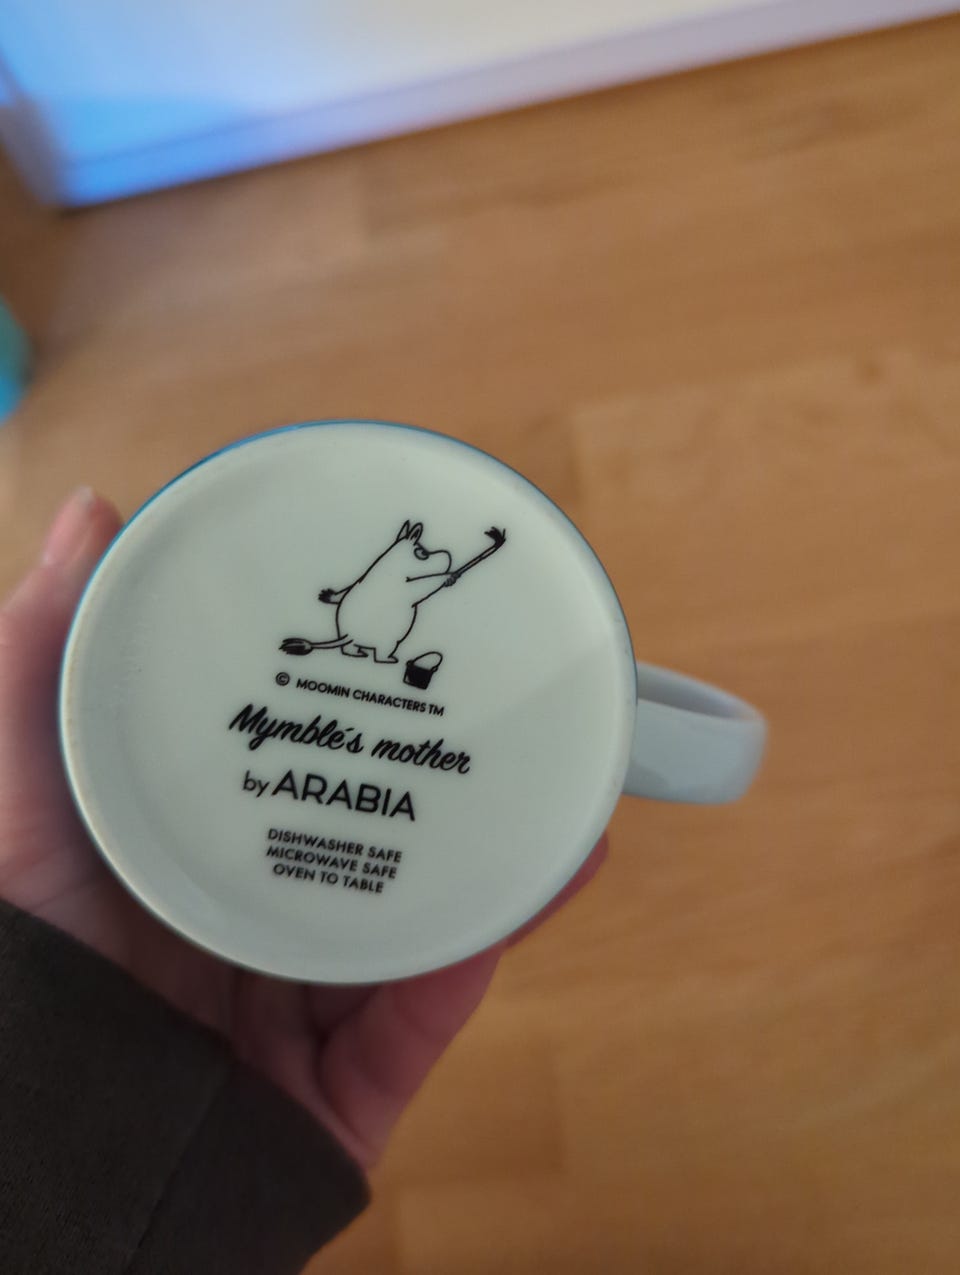 © MOOMIN CHARACTERS TM
Mymble´s mother
by ARABIA
DISHWASHER SAFE
MICROWAVE SAFE
OVEN TO TABLE